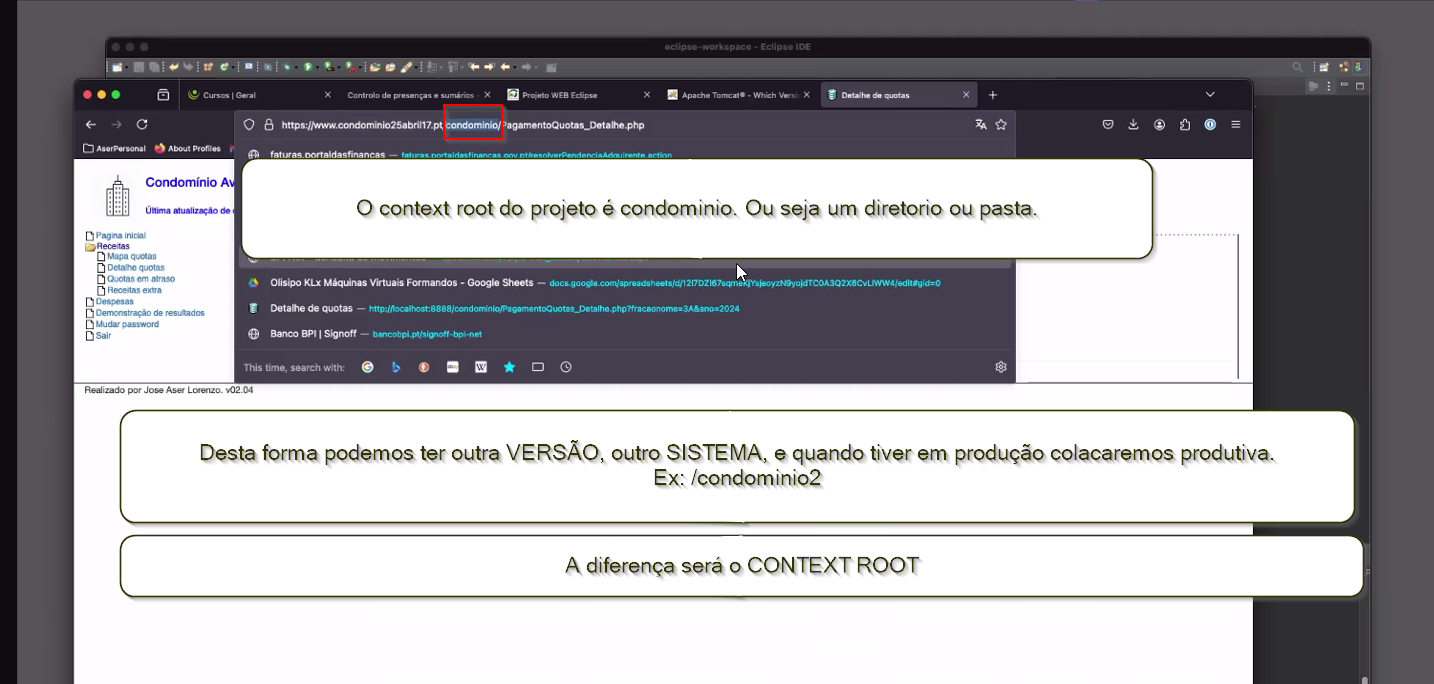 eclipse-workspace - Eclipse IDE
Cursos | Geral
Controlo de presenças e sumários -
Projeto WEB Eclipse
Apache Tomcat® - Which Versi
Detalhe de quotas
https://www.condominio25abril17.pt/condominio/PagamentoQuotas_Detalhe.php
AserPersonal
About Profiles
faturas.portaldasfinancas — faturas.portaldasfinancas.gov.pt/resolverPendenciaAdquirente.action
Condomínio Av
Última atualização de
O context root do projeto é condominio. Ou seja um diretorio ou pasta.
Pagina inicial
Receitas
Mapa quotas
Detalhe quotas
Quotas em atraso
Receitas extra
Despesas
Demonstração de resultados
Mudar password
Sair
Olisipo KLx Máquinas Virtuais Formandos - Google Sheets — docs.google.com/spreadsheets/d/
Detalhe de quotas — http://localhost:8888/condominio/PagamentoQuotas_Detalhe.php?fracaonome=3A&ano=2024
Banco BPI | Signoff — bancobpi.pt/signoff-bpi-net
This time, search with:
Realizado por Jose Aser Lorenzo. v02.04
Desta forma podemos ter outra VERSÃO, outro SISTEMA, e quando tiver em produção colacaremos produtiva.
Ex: /condominio2
A diferença será o CONTEXT ROOT